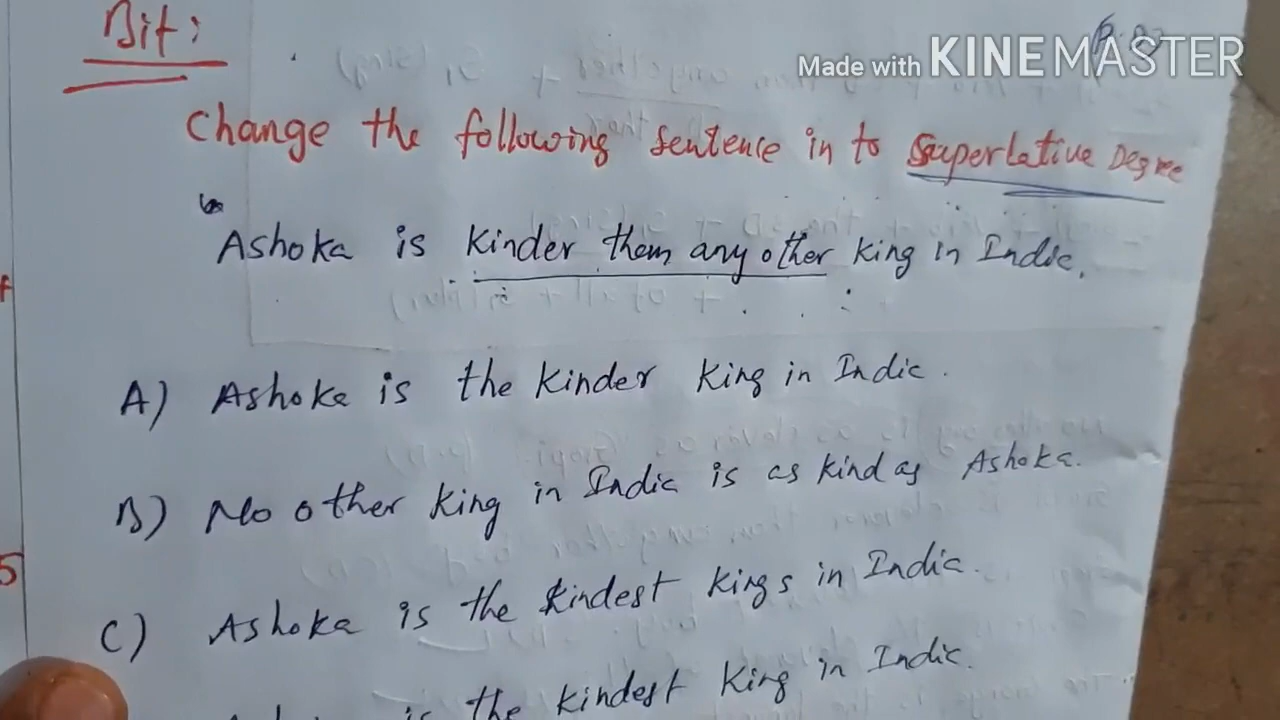 Bit:
Made with KINEMASTER
Change the following sentence in to Superlative Degree
Ashoka is kinder than any other king in India.
A) Ashoka is the kinder king in India.
B) No other king in India is as kind as Ashoka.
C) Ashoka is the kindest kings in India.
is the kindest king in India.
5